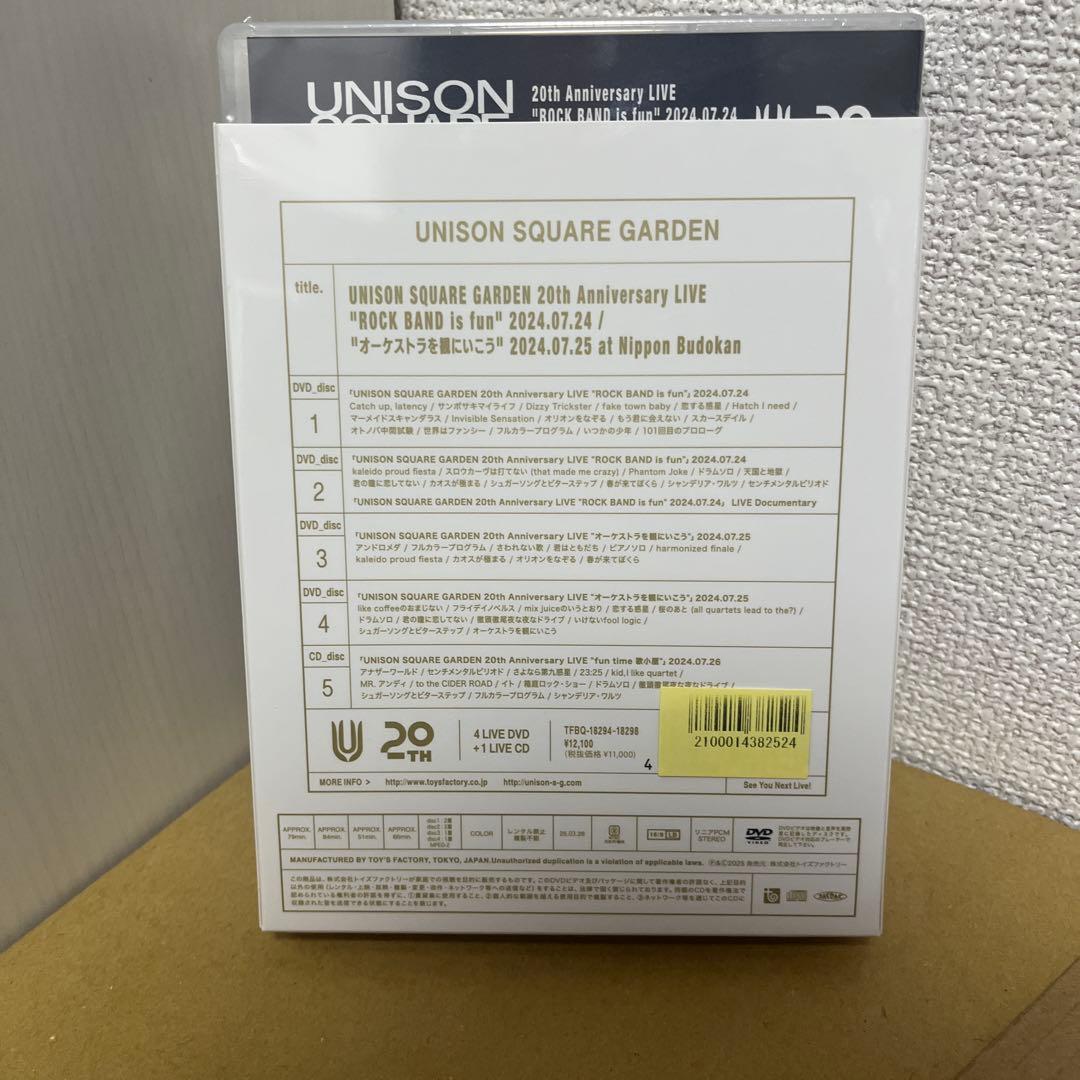 UNISON
SQUARE
20th Anniversary LIVE
"ROCK BAND is fun" 2024.07.24
20
UNISON SQUARE GARDEN
title.
UNISON SQUARE GARDEN 20th Anniversary LIVE
"ROCK BAND is fun" 2024.07.24 /
"オーケストラを観にいこう" 2024.07.25 at Nippon Budokan
DVD_disc
1
「UNISON SQUARE GARDEN 20th Anniversary LIVE "ROCK BAND is fun"」2024.07.24
Catch up, latency / サンポサキマイライフ / Dizzy Trickster / fake town baby / 恋する惑星 / Hatch I need /
マーメイドスキャンダラス / Invisible Sensation / オリオンをなぞる / もう君に会えない / スカースデイル /
オトノバ中間試験 / 世界はファンシー / フルカラープログラム / いつかの少年 / 101回目のプロローグ
DVD_disc
2
「UNISON SQUARE GARDEN 20th Anniversary LIVE "ROCK BAND is fun"」2024.07.24
kaleido proud fiesta / スロウカーヴは打てない (that made me crazy) / Phantom Joke / ドラムソロ / 天国と地獄 /
君の瞳に恋してない / カオスが極まる / シュガーソングとビターステップ / 春が来てぼくら / シャンデリア・ワルツ / センチメンタルピリオド
「UNISON SQUARE GARDEN 20th Anniversary LIVE "ROCK BAND is fun" 2024.07.24」 LIVE Documentary
DVD_disc
3
「UNISON SQUARE GARDEN 20th Anniversary LIVE "オーケストラを観にいこう"」2024.07.25
アンドロメダ / フルカラープログラム / さわれない歌 / 君はともだち / ピアノソロ / harmonized finale /
kaleido proud fiesta / カオスが極まる / オリオンをなぞる / 春が来てぼくら
DVD_disc
4
「UNISON SQUARE GARDEN 20th Anniversary LIVE "オーケストラを観にいこう"」2024.07.25
like coffeeのおまじない / フライデイノベルス / mix juiceのいうとおり / 恋する惑星 / 桜のあと (all quartets lead to the?) /
ドラムソロ / 君の瞳に恋してない / 徹頭徹尾夜な夜なドライブ / いけないfool logic /
シュガーソングとビターステップ / オーケストラを観にいこう
CD_disc
5
「UNISON SQUARE GARDEN 20th Anniversary LIVE "fun time 歌小屋"」2024.07.26
アナザーワールド / センチメンタルピリオド / さよなら第九惑星 / 23:25 / kid,I like quartet /
MR. アンディ / to the CIDER ROAD / イト / 箱庭ロック・ショー / ドラムソロ / 徹頭徹尾夜な夜なドライブ /
シュガーソングとビターステップ / フルカラープログラム / シャンデリア・ワルツ
20TH
4 LIVE DVD
+ 1 LIVE CD
TFBQ-18294-18298
¥12,100
(税抜価格 ¥11,000)
4
2100014382524
MORE INFO > http://www.toysfactory.co.jp http://unison-s-g.com
See You Next Live!
APPROX. 79min.
APPROX. 84min.
APPROX. 51min.
APPROX. 66min.
MPEG-2
COLOR
レンタル禁止
複製不能
16:9 LB
リニアPCM
STEREO
DVD VIDEO
MANUFACTURED BY TOY'S FACTORY, TOKYO, JAPAN.Unauthorized duplication is a violation of applicable laws. Ⓟ&©2025 発売元: 株式会社トイズファクトリー